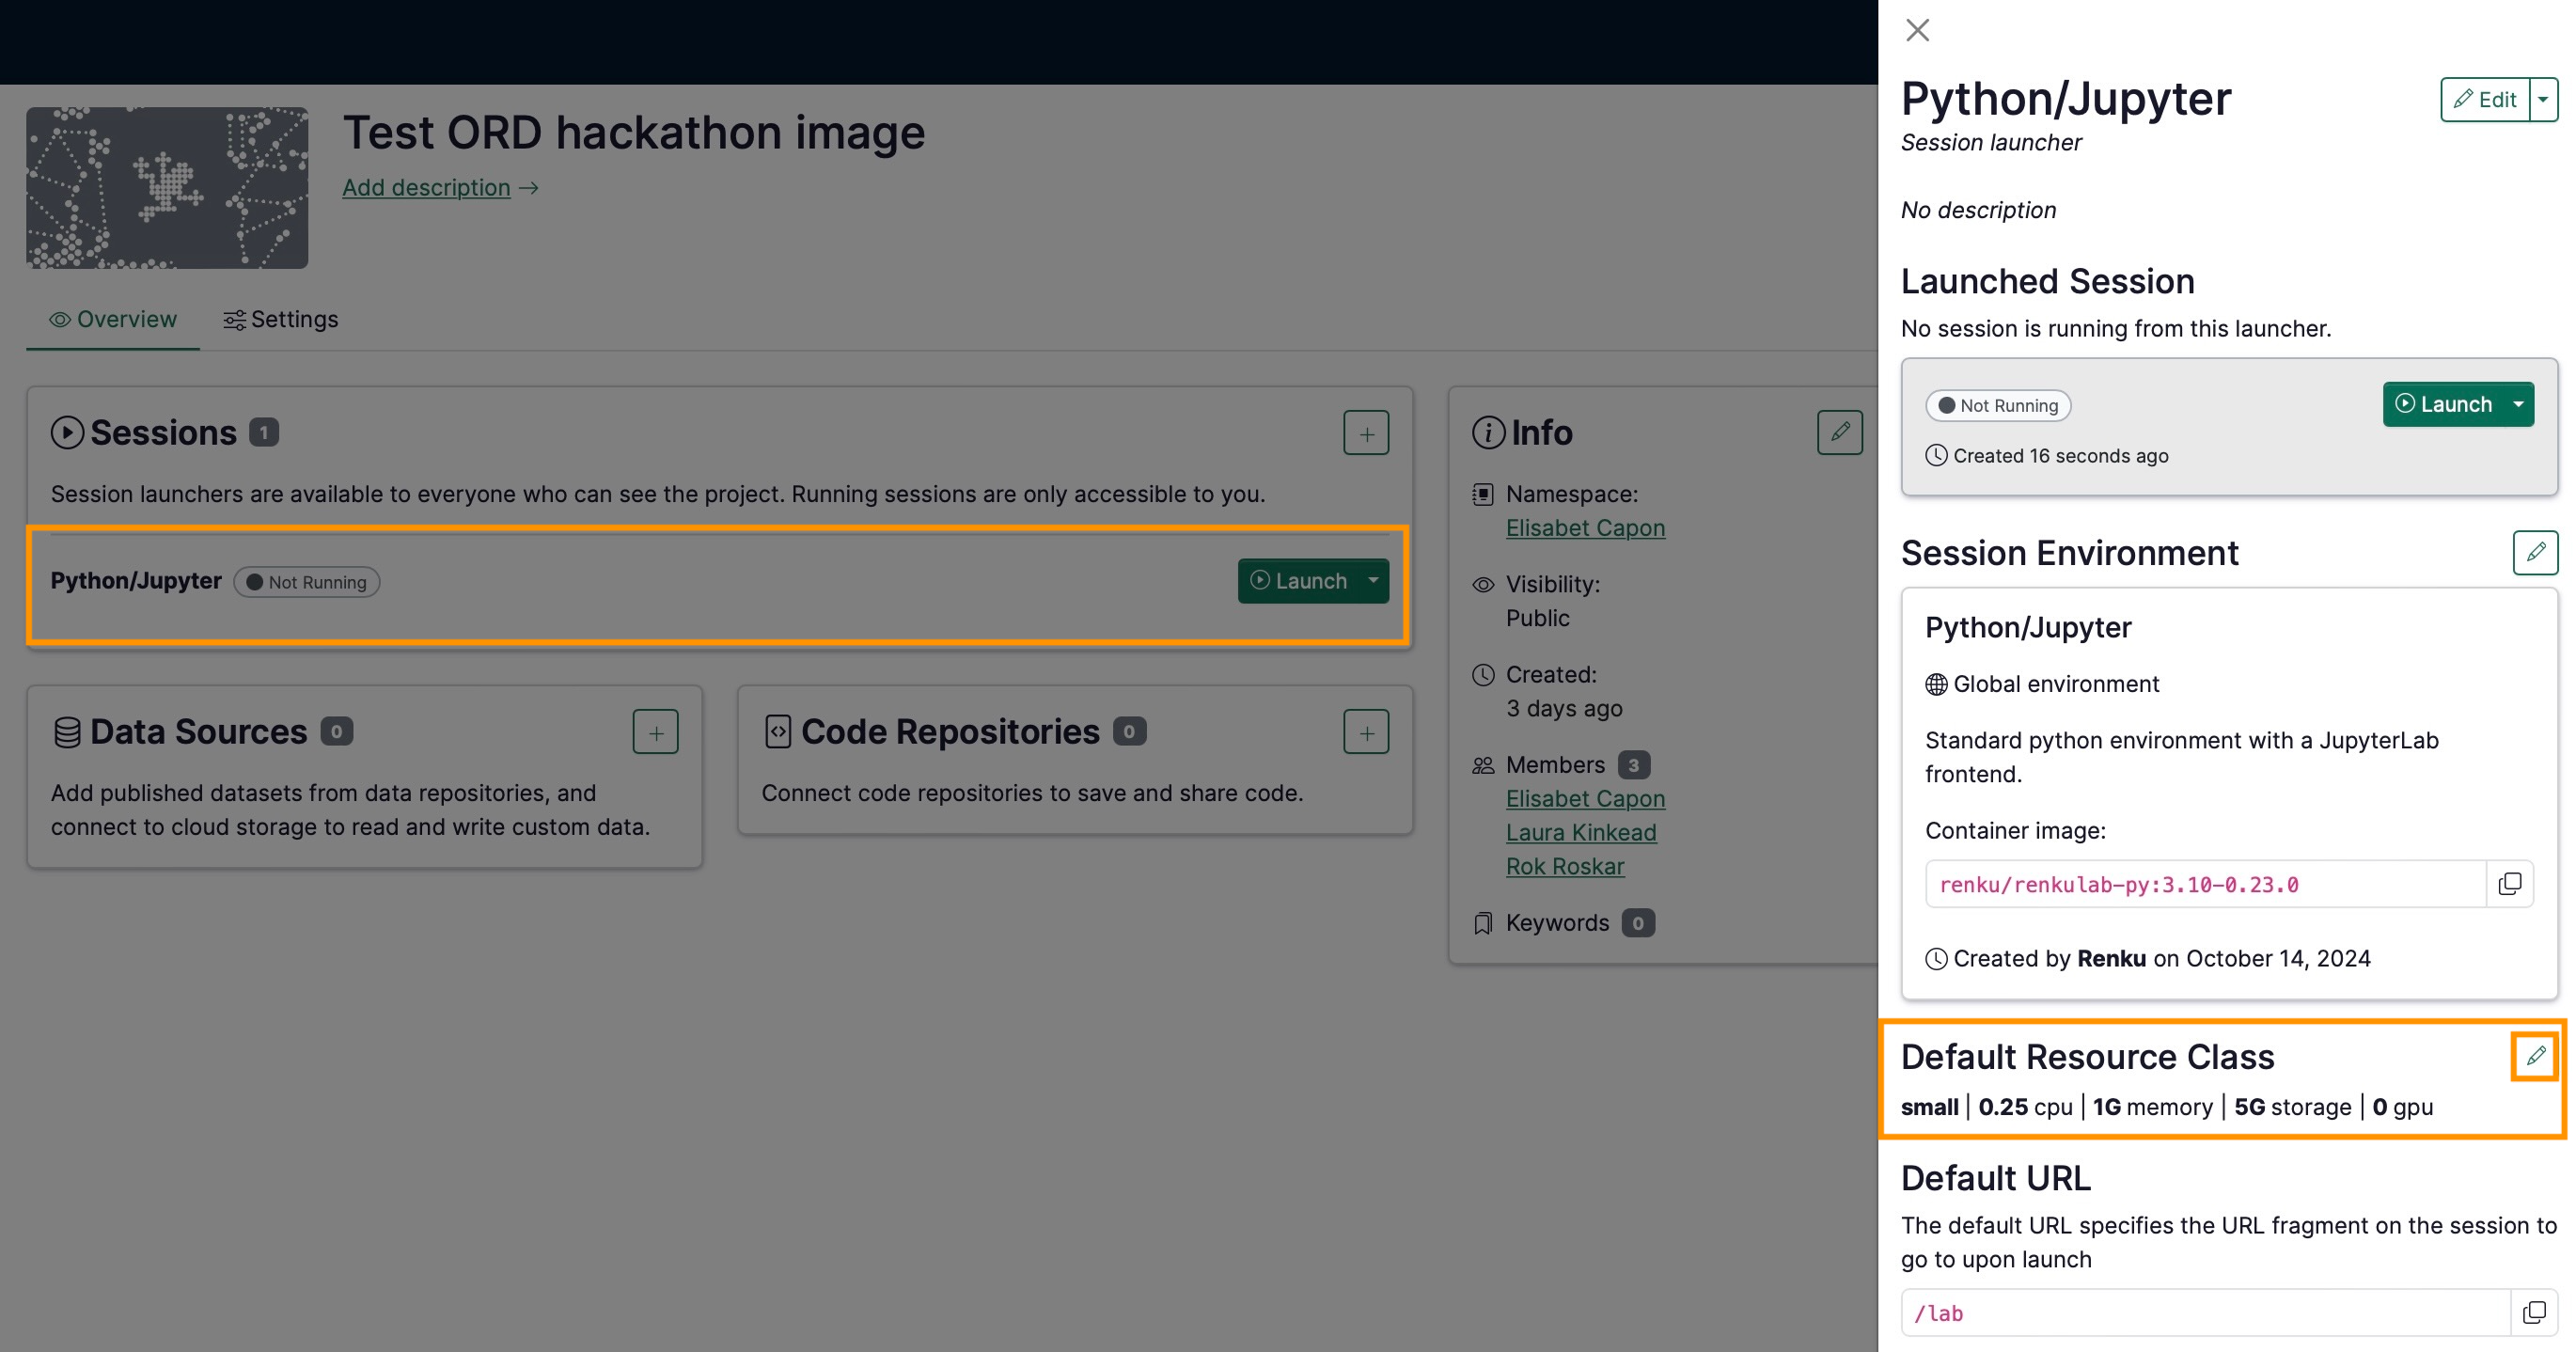 Test ORD hackathon image
Add description →
Overview
Settings
Sessions 1
Session launchers are available to everyone who can see the project. Running sessions are only accessible to you.
Python/Jupyter
Not Running
Launch
Data Sources 0
Add published datasets from data repositories, and
connect to cloud storage to read and write custom data.
Code Repositories 0
Connect code repositories to save and share code.
Info
Namespace:
Elisabet Capon
Visibility:
Public
Created:
3 days ago
Members 3
Elisabet Capon
Laura Kinkead
Rok Roskar
Keywords 0
Python/Jupyter
Edit
Session launcher
No description
Launched Session
No session is running from this launcher.
Not Running
Launch
Created 16 seconds ago
Session Environment
Python/Jupyter
Global environment
Standard python environment with a JupyterLab
frontend.
Container image:
renku/renkulab-py:3.10-0.23.0
Created by Renku on October 14, 2024
Default Resource Class
small | 0.25 cpu | 1G memory | 5G storage | 0 gpu
Default URL
The default URL specifies the URL fragment on the session to
go to upon launch
/lab